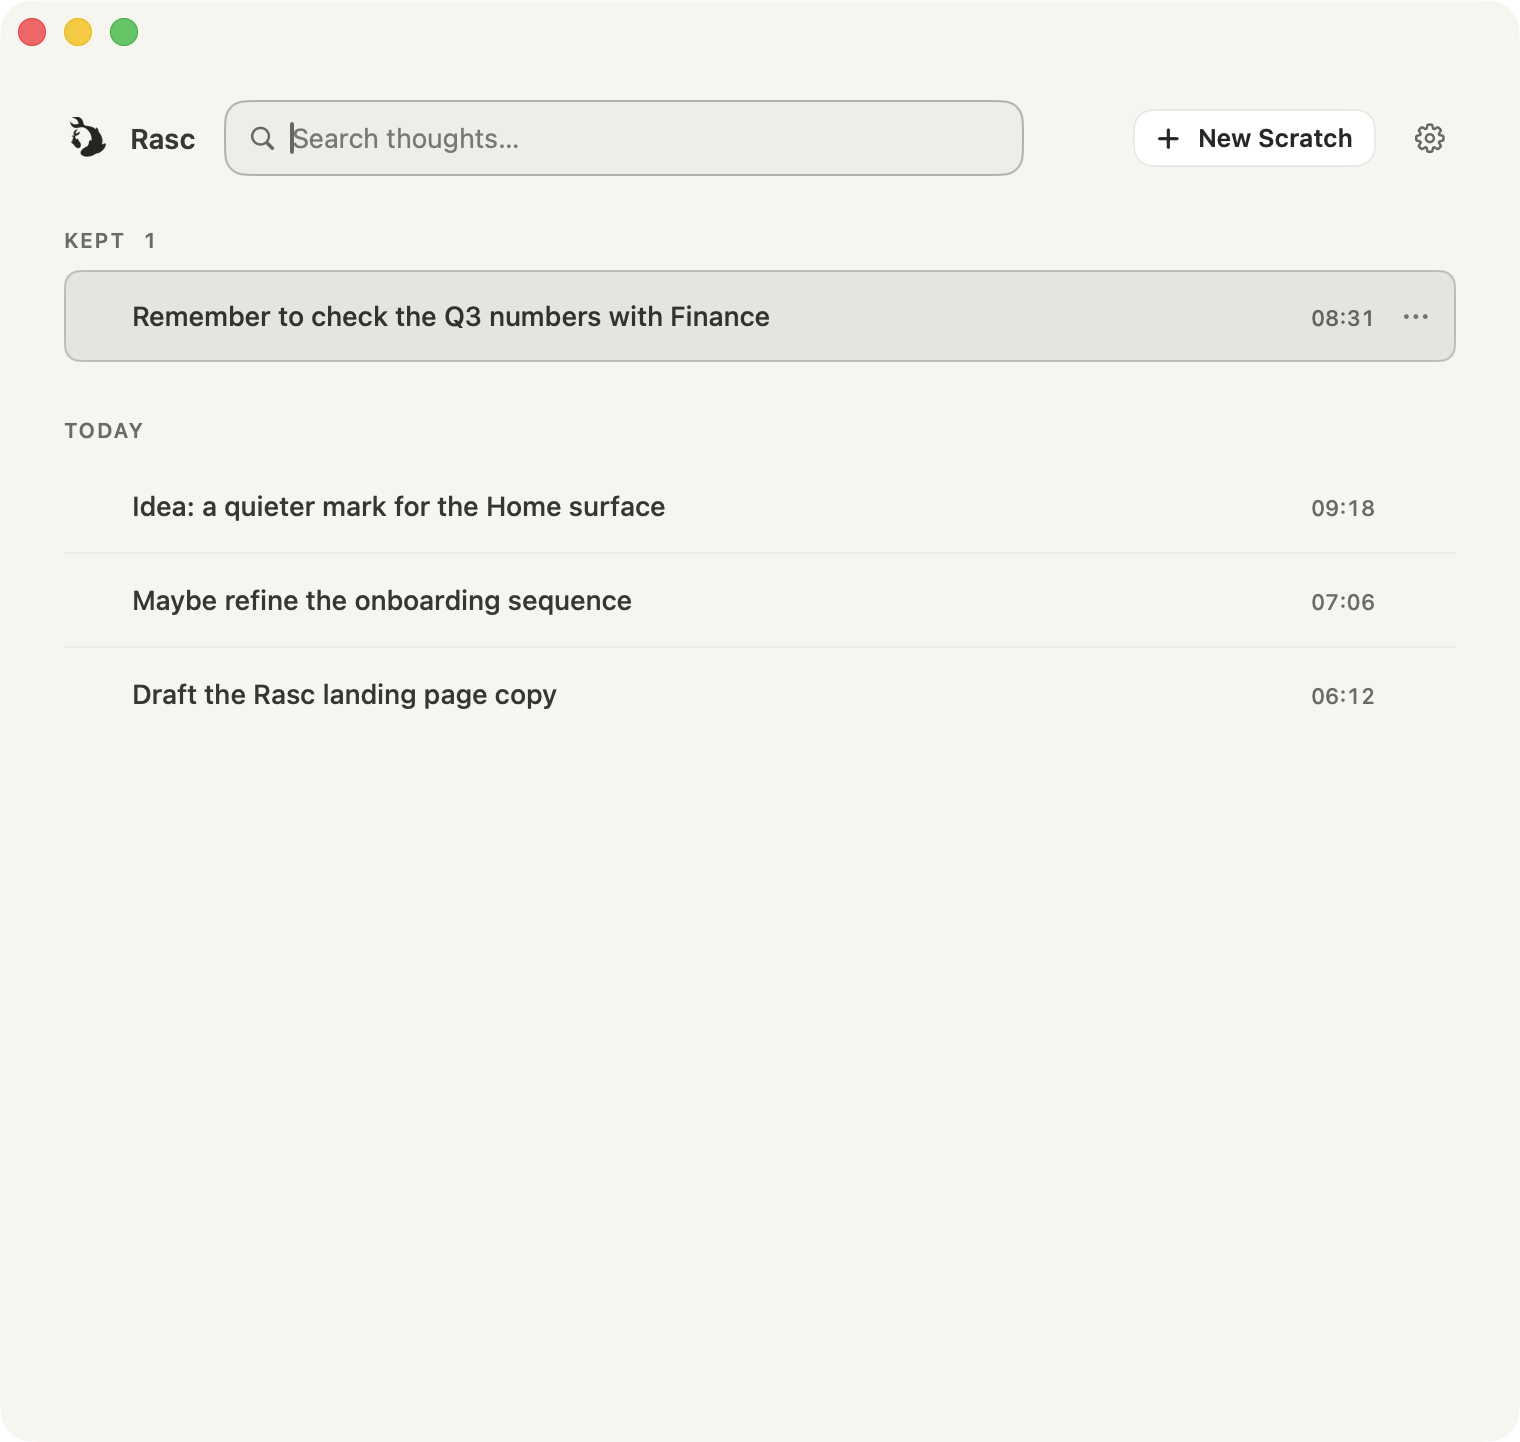 Rasc
Search thoughts...
+ New Scratch
KEPT 1
Remember to check the Q3 numbers with Finance 08:31 ···
TODAY
Idea: a quieter mark for the Home surface 09:18
Maybe refine the onboarding sequence 07:06
Draft the Rasc landing page copy 06:12